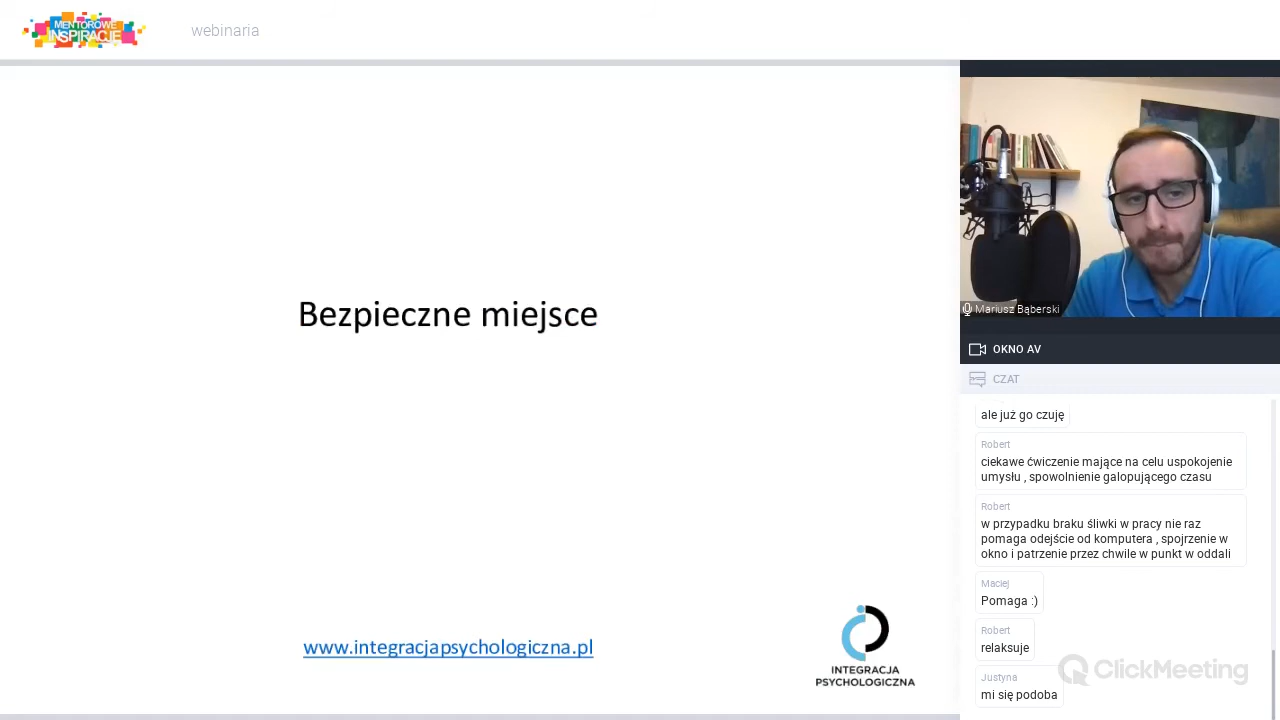 MENTOROWE
INSPIRACJE
webinaria
Bezpieczne miejsce
www.integracjapsychologiczna.pl
INTEGRACJA
PSYCHOLOGICZNA
Mariusz Bąberski
OKNO AV
CZAT
ale już go czuję
Robert
ciekawe ćwiczenie mające na celu uspokojenie
umysłu , spowolnienie galopującego czasu
Robert
w przypadku braku śliwki w pracy nie raz
pomaga odejście od komputera , spojrzenie w
okno i patrzenie przez chwile w punkt w oddali
Maciej
Pomaga :)
Robert
relaksuje
Justyna
mi się podoba
ClickMeeting